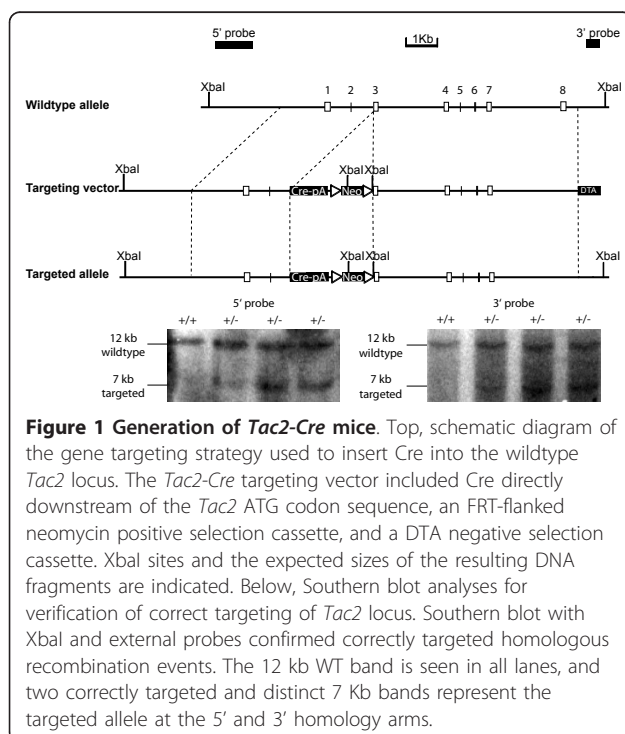 5' probe
1Kb
3' probe
XbaI
1 2 3 4 5 6 7 8
XbaI
Wildtype allele
XbaI
XbaI XbaI
Targeting vector
Cre-pA Neo DTA
XbaI
XbaI XbaI
XbaI
Targeted allele
Cre-pA Neo
5' probe
3' probe
+/+ +/- +/- +/-
+/+ +/- +/- +/-
12 kb
wildtype
12 kb
wildtype
7 kb
targeted
7 kb
targeted
Figure 1 Generation of Tac2-Cre mice. Top, schematic diagram of
the gene targeting strategy used to insert Cre into the wildtype
Tac2 locus. The Tac2-Cre targeting vector included Cre directly
downstream of the Tac2 ATG codon sequence, an FRT-flanked
neomycin positive selection cassette, and a DTA negative selection
cassette. XbaI sites and the expected sizes of the resulting DNA
fragments are indicated. Below, Southern blot analyses for
verification of correct targeting of Tac2 locus. Southern blot with
XbaI and external probes confirmed correctly targeted homologous
recombination events. The 12 kb WT band is seen in all lanes, and
two correctly targeted and distinct 7 Kb bands represent the
targeted allele at the 5' and 3' homology arms.